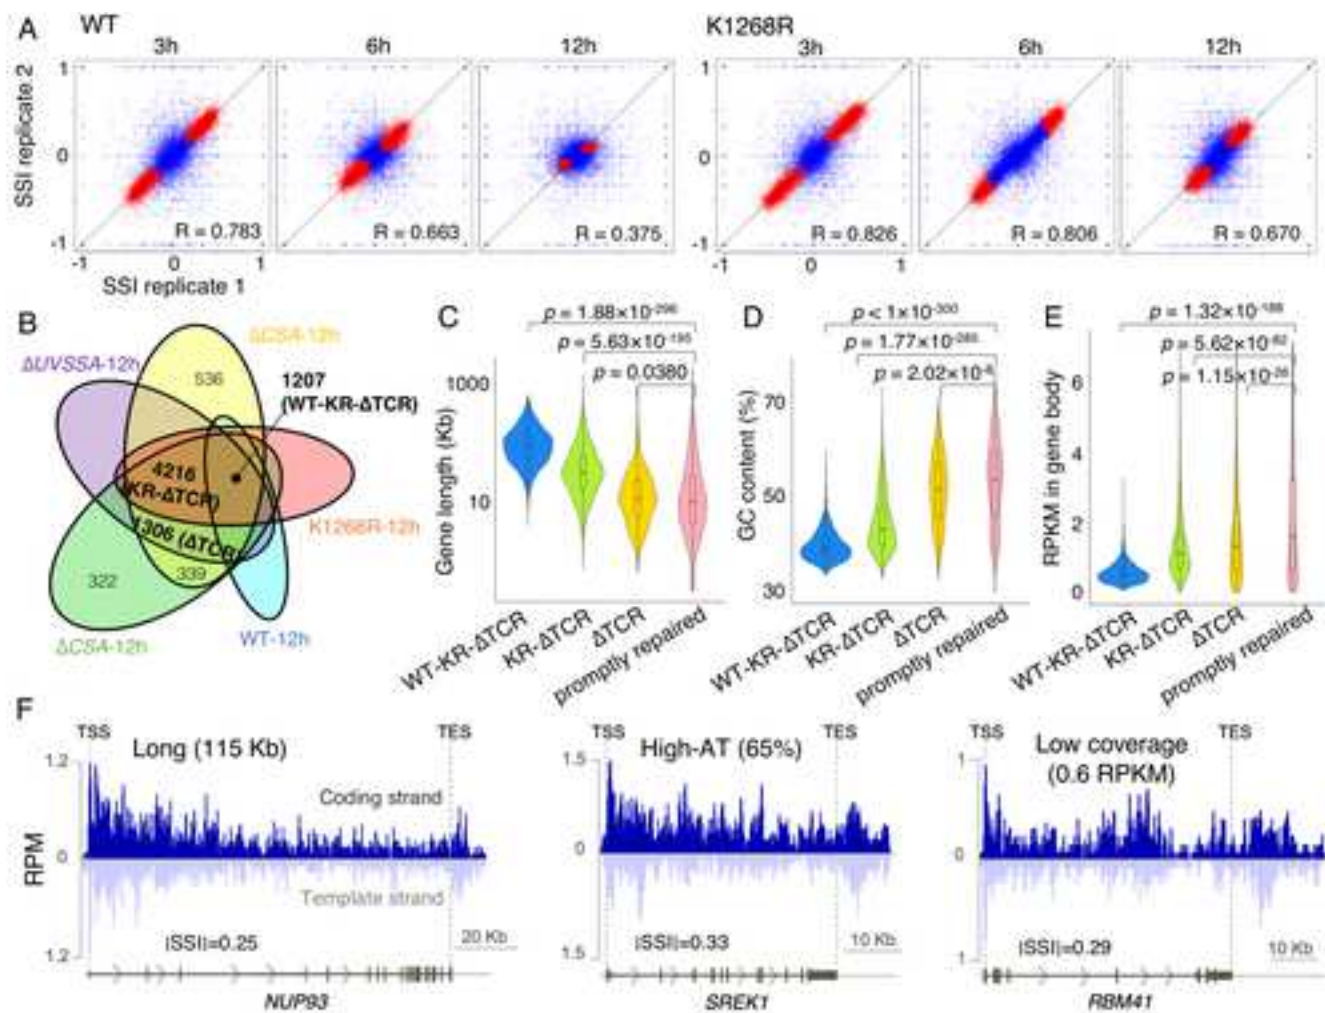 A WT K1268R
3h 6h 12h 3h 6h 12h
SSI replicate 2
1
0
-1
R = 0.783 R = 0.663 R = 0.375 R = 0.826 R = 0.806 R = 0.670
-1 0 1 -1 0 1
SSI replicate 1
B
ΔCSA-12h
ΔUVSSA-12h
536
1207
(WT-KR-ΔTCR)
4216
KR-ΔTCR)
K1268R-12h
1306 (ΔTCR)
322
339
ΔCSA-12h
WT-12h
C
p = 1.88×10-296
p = 5.63×10-195
p = 0.0380
Gene length (Kb)
1000
10
WT-KR-ΔTCR
KR-ΔTCR
ΔTCR
promptly repaired
D
p < 1×10-300
p = 1.77×10-285
p = 2.02×10-8
GC content (%)
70
50
30
WT-KR-ΔTCR
KR-ΔTCR
ΔTCR
promptly repaired
E
p = 1.32×10-188
p = 5.62×10-82
p = 1.15×10-26
RPKM in gene body
6
4
2
0
WT-KR-ΔTCR
KR-ΔTCR
ΔTCR
promptly repaired
F
TSS TES
Long (115 Kb)
1.2
Coding strand
RPM
0
Template strand
|SSI|=0.25
20 Kb
1.2
NUP93
TSS TES
High-AT (65%)
1.5
0
|SSI|=0.33
10 Kb
1.5
SREK1
TSS TES
Low coverage
(0.6 RPKM)
1
0
|SSI|=0.29
10 Kb
1
RBM41